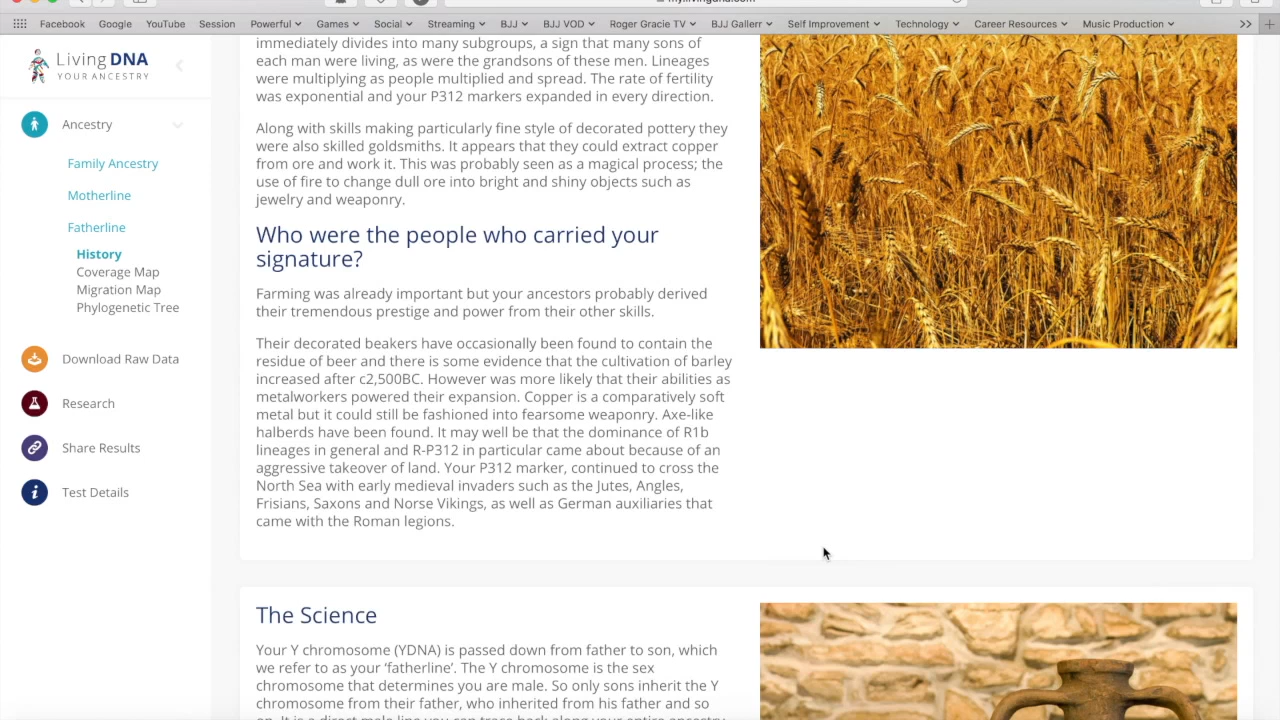 mylivingdna.com
Facebook Google YouTube Session Powerful Games Social Streaming BJJ BJJ VOD Roger Gracie TV BJJ Gallerr Self Improvement Technology Career Resources Music Production
Living DNA
YOUR ANCESTRY
Ancestry
Family Ancestry
Motherline
Fatherline
History
Coverage Map
Migration Map
Phylogenetic Tree
Download Raw Data
Research
Share Results
Test Details
immediately divides into many subgroups, a sign that many sons of
each man were living, as were the grandsons of these men. Lineages
were multiplying as people multiplied and spread. The rate of fertility
was exponential and your P312 markers expanded in every direction.
Along with skills making particularly fine style of decorated pottery they
were also skilled goldsmiths. It appears that they could extract copper
from ore and work it. This was probably seen as a magical process; the
use of fire to change dull ore into bright and shiny objects such as
jewelry and weaponry.
Who were the people who carried your
signature?
Farming was already important but your ancestors probably derived
their tremendous prestige and power from their other skills.
Their decorated beakers have occasionally been found to contain the
residue of beer and there is some evidence that the cultivation of barley
increased after c2,500BC. However was more likely that their abilities as
metalworkers powered their expansion. Copper is a comparatively soft
metal but it could still be fashioned into fearsome weaponry. Axe-like
halberds have been found. It may well be that the dominance of R1b
lineages in general and R-P312 in particular came about because of an
aggressive takeover of land. Your P312 marker, continued to cross the
North Sea with early medieval invaders such as the Jutes, Angles,
Frisians, Saxons and Norse Vikings, as well as German auxiliaries that
came with the Roman legions.
The Science
Your Y chromosome (YDNA) is passed down from father to son, which
we refer to as your 'fatherline'. The Y chromosome is the sex
chromosome that determines you are male. So only sons inherit the Y
chromosome from their father, who inherited from his father and so
on. It is a direct male line you can trace back along your entire ancestry